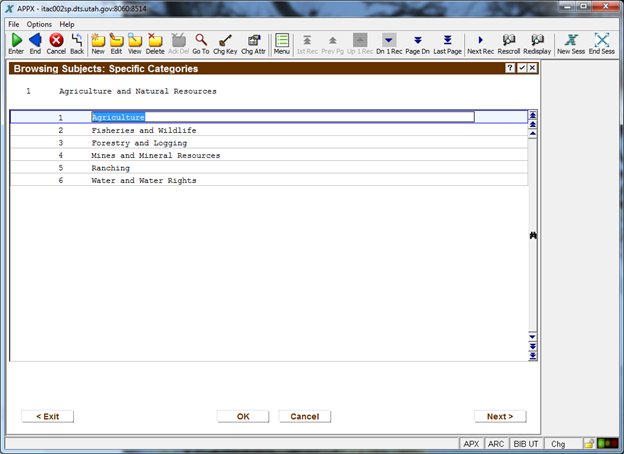 APPX - itac002sp.dts.utah.gov:8060:8514
File Options Help
Enter End Cancel Back New Edit View Delete Ack Del Go To Chg Key Chg Attr Menu 1st Rec Prev Pg Up 1 Rec Dn 1 Rec Page Dn Last Page Next Rec Rescroll Redisplay New Sess End Sess
Browsing Subjects: Specific Categories
1 Agriculture and Natural Resources
1 Agriculture
2 Fisheries and Wildlife
3 Forestry and Logging
4 Mines and Mineral Resources
5 Ranching
6 Water and Water Rights
< Exit OK Cancel Next >
APX ARC BIB UT Chg